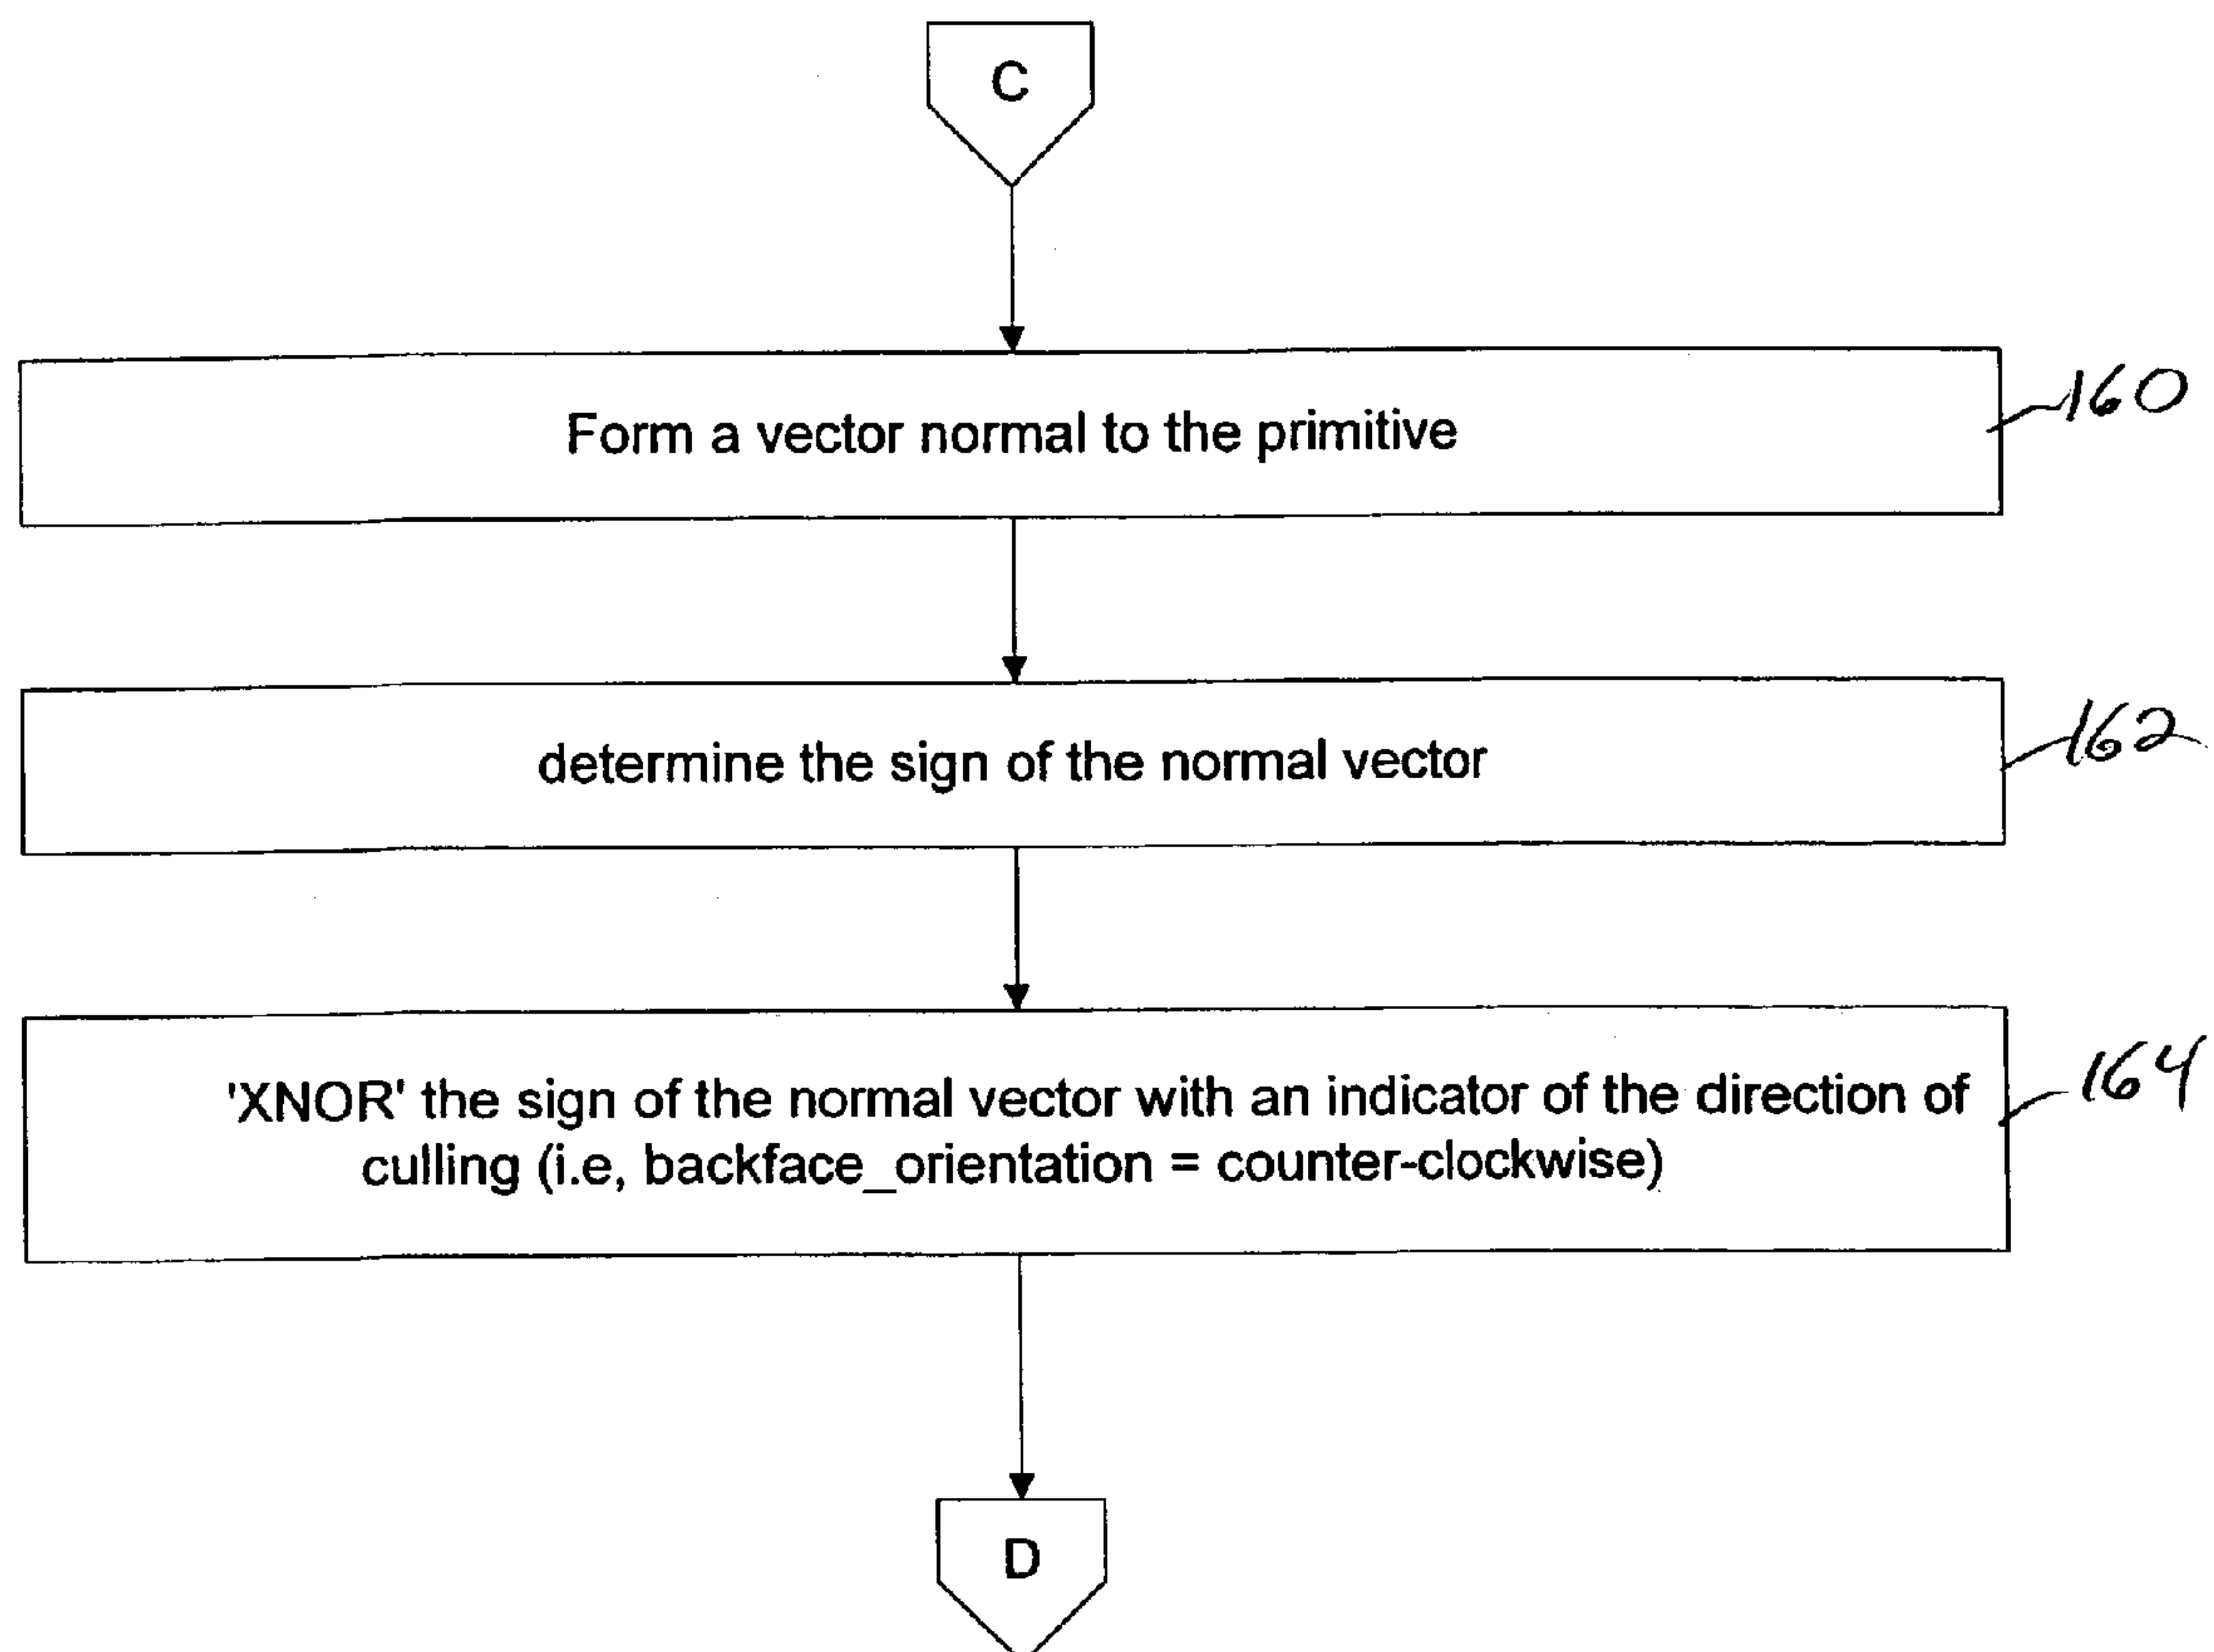 C
Form a vector normal to the primitive
160
determine the sign of the normal vector
162
'XNOR' the sign of the normal vector with an indicator of the direction of
culling (i.e, backface_orientation = counter-clockwise)
164
D